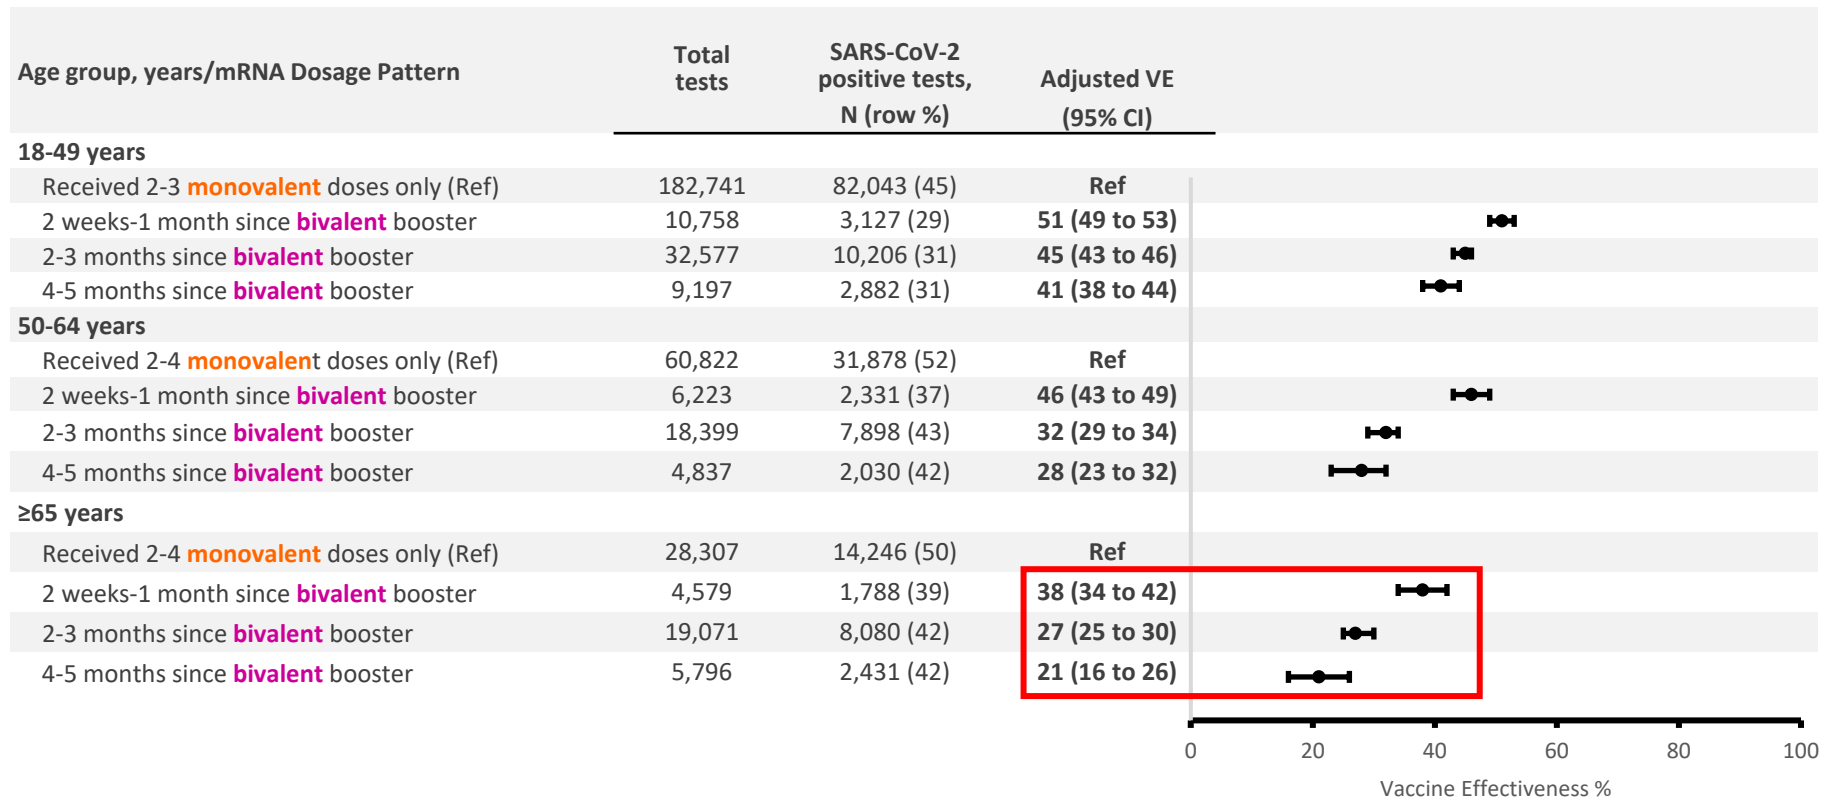 Age group, years/mRNA Dosage Pattern Total tests SARS-CoV-2 positive tests, N (row %) Adjusted VE (95% CI)
18-49 years
Received 2-3 monovalent doses only (Ref) 182,741 82,043 (45) Ref
2 weeks-1 month since bivalent booster 10,758 3,127 (29) 51 (49 to 53)
2-3 months since bivalent booster 32,577 10,206 (31) 45 (43 to 46)
4-5 months since bivalent booster 9,197 2,882 (31) 41 (38 to 44)
50-64 years
Received 2-4 monovalent doses only (Ref) 60,822 31,878 (52) Ref
2 weeks-1 month since bivalent booster 6,223 2,331 (37) 46 (43 to 49)
2-3 months since bivalent booster 18,399 7,898 (43) 32 (29 to 34)
4-5 months since bivalent booster 4,837 2,030 (42) 28 (23 to 32)
≥65 years
Received 2-4 monovalent doses only (Ref) 28,307 14,246 (50) Ref
2 weeks-1 month since bivalent booster 4,579 1,788 (39) 38 (34 to 42)
2-3 months since bivalent booster 19,071 8,080 (42) 27 (25 to 30)
4-5 months since bivalent booster 5,796 2,431 (42) 21 (16 to 26)
0 20 40 60 80 100
Vaccine Effectiveness %